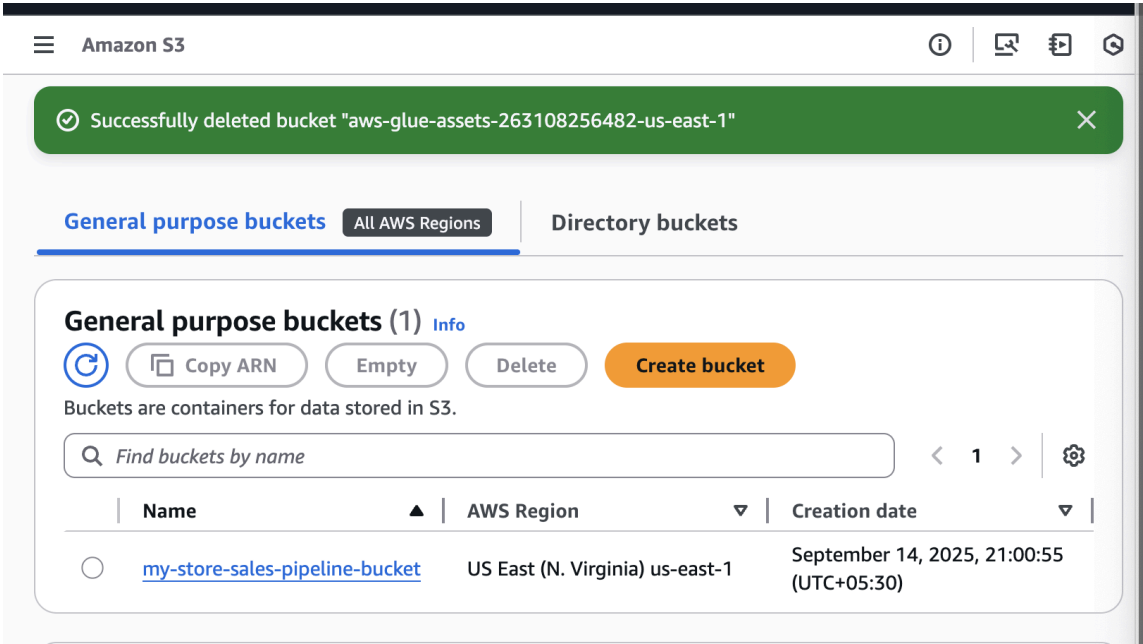 Amazon S3
Successfully deleted bucket "aws-glue-assets-263108256482-us-east-1"
General purpose buckets All AWS Regions Directory buckets
General purpose buckets (1) Info
Copy ARN Empty Delete Create bucket
Buckets are containers for data stored in S3.
Find buckets by name 1
Name AWS Region Creation date
my-store-sales-pipeline-bucket US East (N. Virginia) us-east-1 September 14, 2025, 21:00:55
(UTC+05:30)